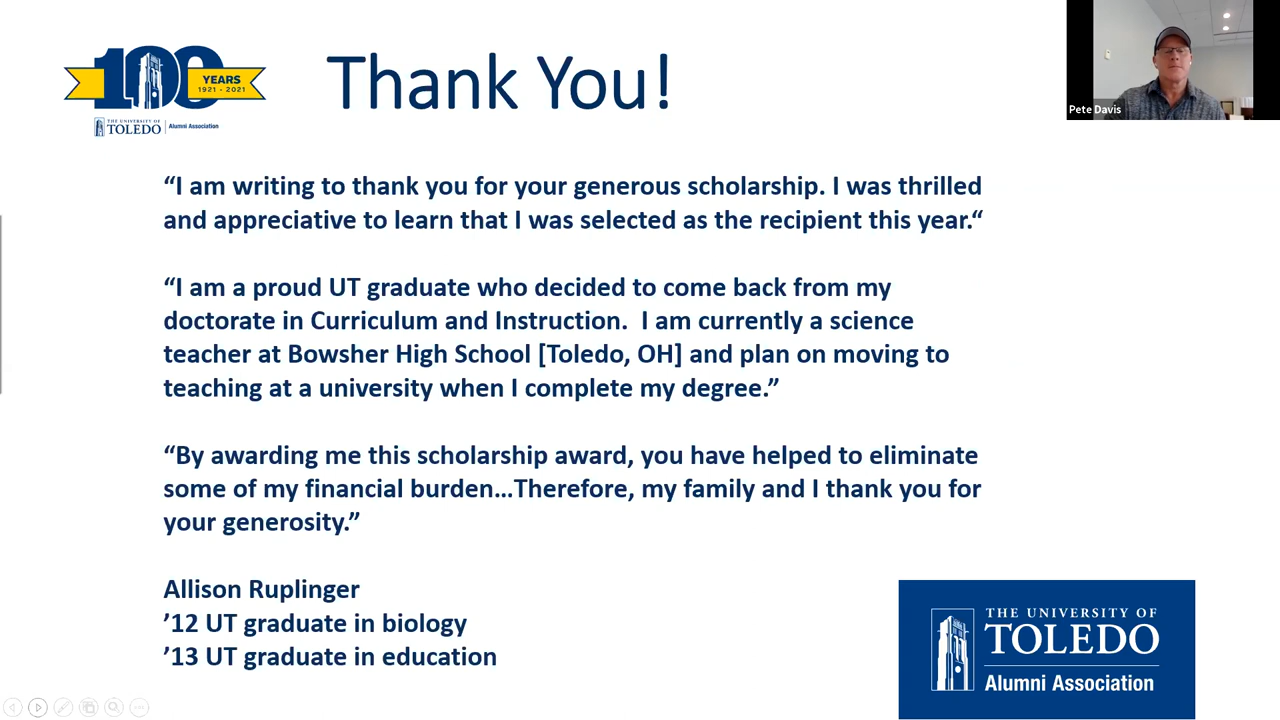 100
YEARS
1921 - 2021
THE UNIVERSITY OF
TOLEDO
Alumni Association
Thank You!
Pete Davis
“I am writing to thank you for your generous scholarship. I was thrilled
and appreciative to learn that I was selected as the recipient this year.“
“I am a proud UT graduate who decided to come back from my
doctorate in Curriculum and Instruction.  I am currently a science
teacher at Bowsher High School [Toledo, OH] and plan on moving to
teaching at a university when I complete my degree.”
“By awarding me this scholarship award, you have helped to eliminate
some of my financial burden…Therefore, my family and I thank you for
your generosity.”
Allison Ruplinger
’12 UT graduate in biology
’13 UT graduate in education
THE UNIVERSITY OF
TOLEDO
Alumni Association